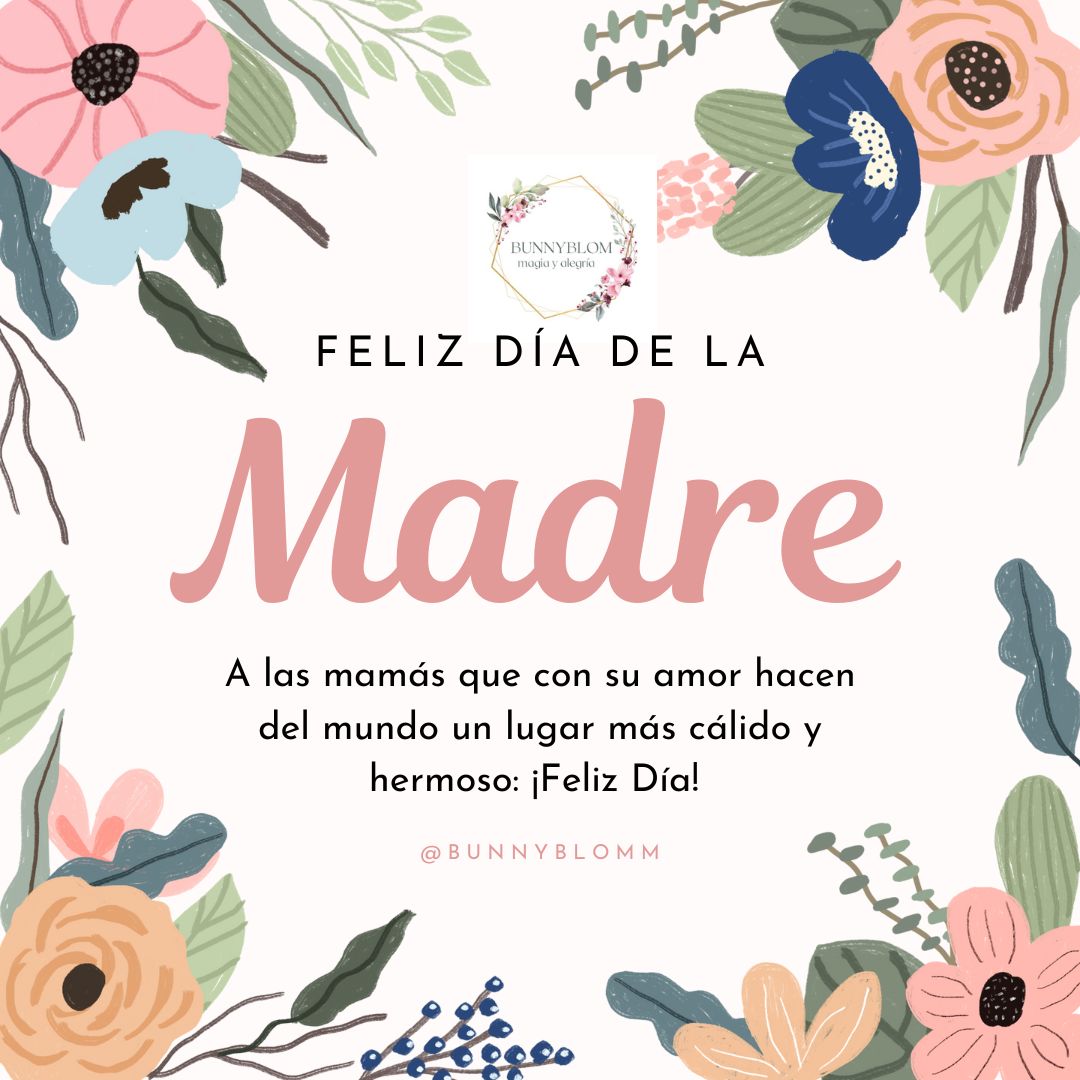 BUNNYBLOM
magia y alegría
FELIZ DÍA DE LA
Madre
A las mamás que con su amor hacen
del mundo un lugar más cálido y
hermoso: ¡Feliz Día!
@BUNNYBLOMM